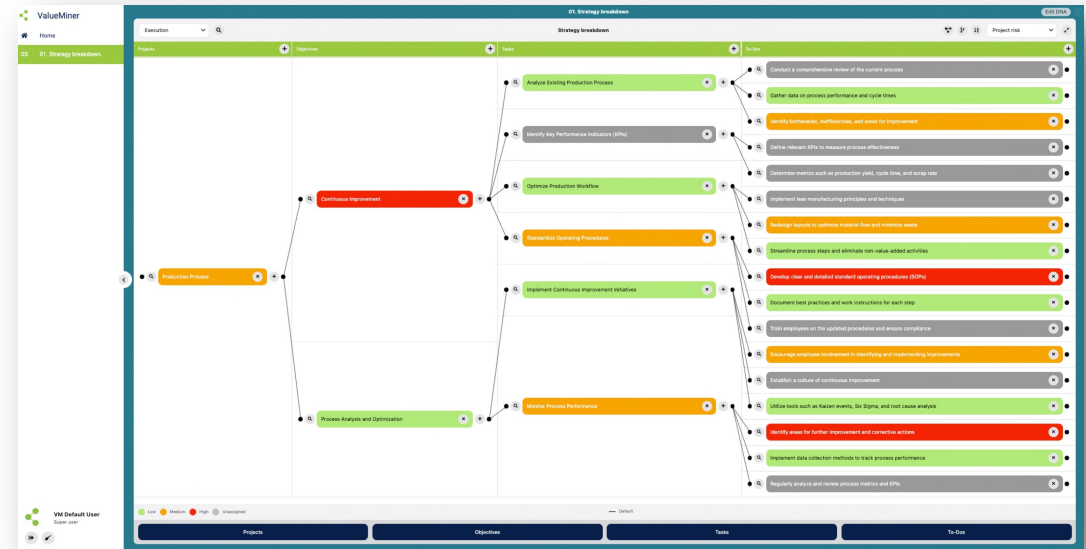 ValueMiner
01. Strategy breakdown
Edit DNA
Home
Execution
Strategy breakdown
Project risk
DS 01. Strategy breakdown
Projects
Objectives
Tasks
To-Dos
Conduct a comprehensive review of the current process
Analyze Existing Production Process
Gather data on process performance and cycle times
Identify bottlenecks, inefficiencies, and areas for improvement
Identify Key Performance Indicators (KPIs)
Define relevant KPIs to measure process effectiveness
Determine metrics such as production yield, cycle time, and scrap rate
Optimize Production Workflow
Implement lean manufacturing principles and techniques
Continuous Improvement
Redesign layouts to optimize material flow and minimize waste
Standardize Operating Procedures
Streamline process steps and eliminate non-value-added activities
Production Process
Develop clear and detailed standard operating procedures (SOPs)
Implement Continuous Improvement Initiatives
Document best practices and work instructions for each step
Train employees on the updated procedures and ensure compliance
Encourage employee involvement in identifying and implementing improvements
Establish a culture of continuous improvement
Monitor Process Performance
Utilize tools such as Kaizen events, Six Sigma, and root cause analysis
Process Analysis and Optimization
Identify areas for further improvement and corrective actions
Implement data collection methods to track process performance
Regularly analyze and review process metrics and KPIs
Low Medium High Unassigned
Default
VM Default User
Super user
Projects
Objectives
Tasks
To-Dos